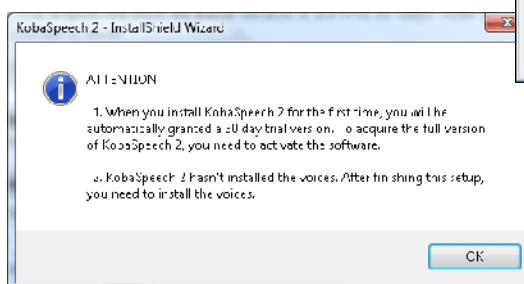 KobaSpeech 2 - InstallShield Wizard
ATTENTION
1. When you install KobaSpeech 2 for the first time, you will be
automatically granted a 30 day trial version. To acquire the full version
of KobaSpeech 2, you need to activate the software.
2. KobaSpeech 2 hasn't installed the voices. After finishing this setup,
you need to install the voices.
OK